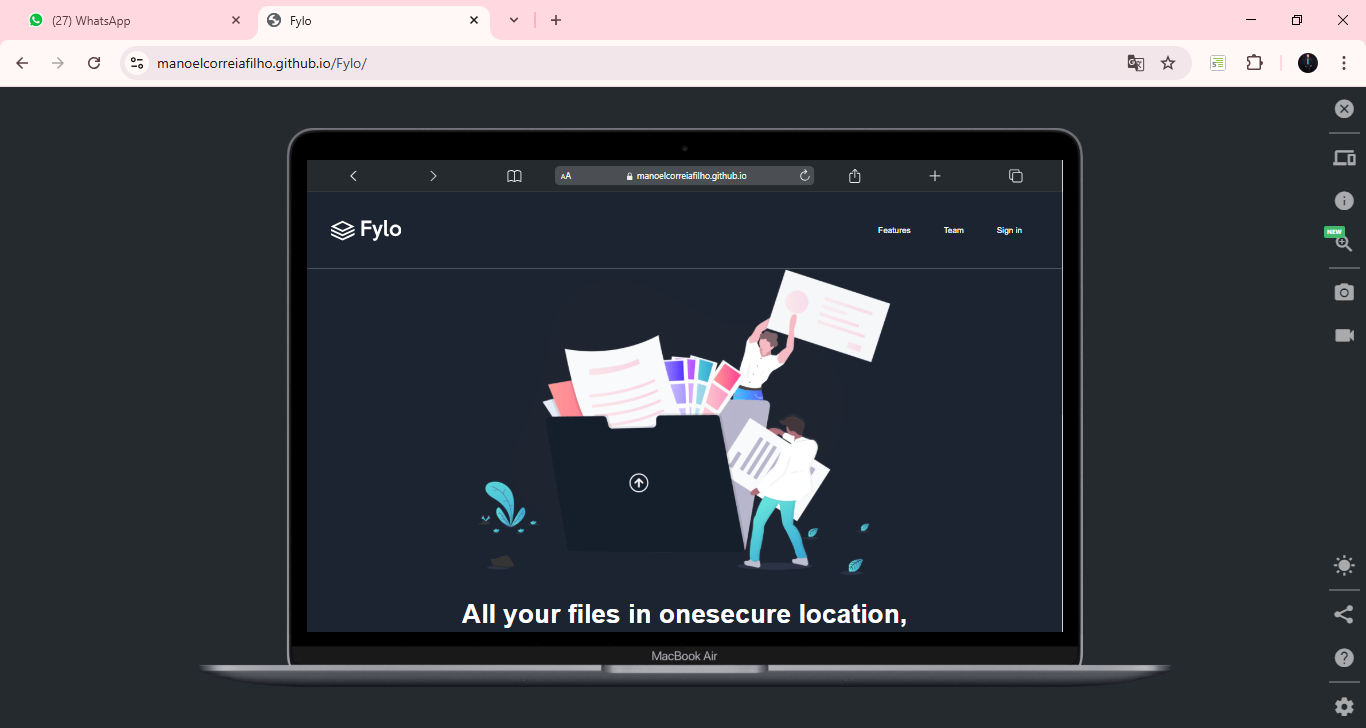 (27) WhatsApp
Fylo
manoelcorreiafilho.github.io/Fylo/
AA
manoelcorreiafilho.github.io
Fylo
Features
Team
Sign in
NEW
All your files in onesecure location,
MacBook Air